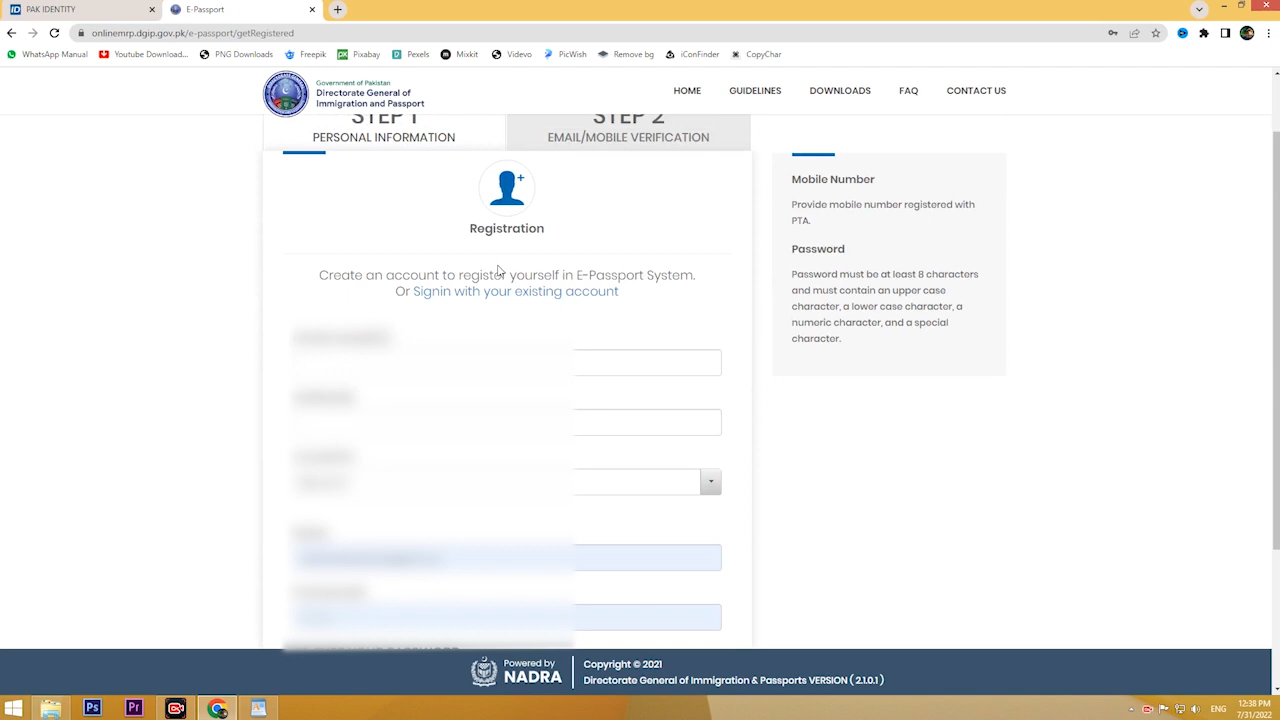 PAK IDENTITY
E-Passport
onlinemrp.dgip.gov.pk/e-passport/getRegistered
WhatsApp Manual
Youtube Download...
PNG Downloads
Freepik
Pixabay
Pexels
Mixkit
Videvo
PicWish
Remove bg
iConFinder
CopyChar
Government of Pakistan
Directorate General of
Immigration and Passport
HOME
GUIDELINES
DOWNLOADS
FAQ
CONTACT US
STEP 1
PERSONAL INFORMATION
STEP 2
EMAIL/MOBILE VERIFICATION
Registration
Create an account to register yourself in E-Passport System.
Or Signin with your existing account
Mobile Number
Provide mobile number registered with
PTA.
Password
Password must be at least 8 characters
and must contain an upper case
character, a lower case character, a
numeric character, and a special
character.
Powered by
NADRA
Copyright © 2021
Directorate General of Immigration & Passports VERSION ( 2.1.0.1 )
ENG
12:38 PM
7/31/2022